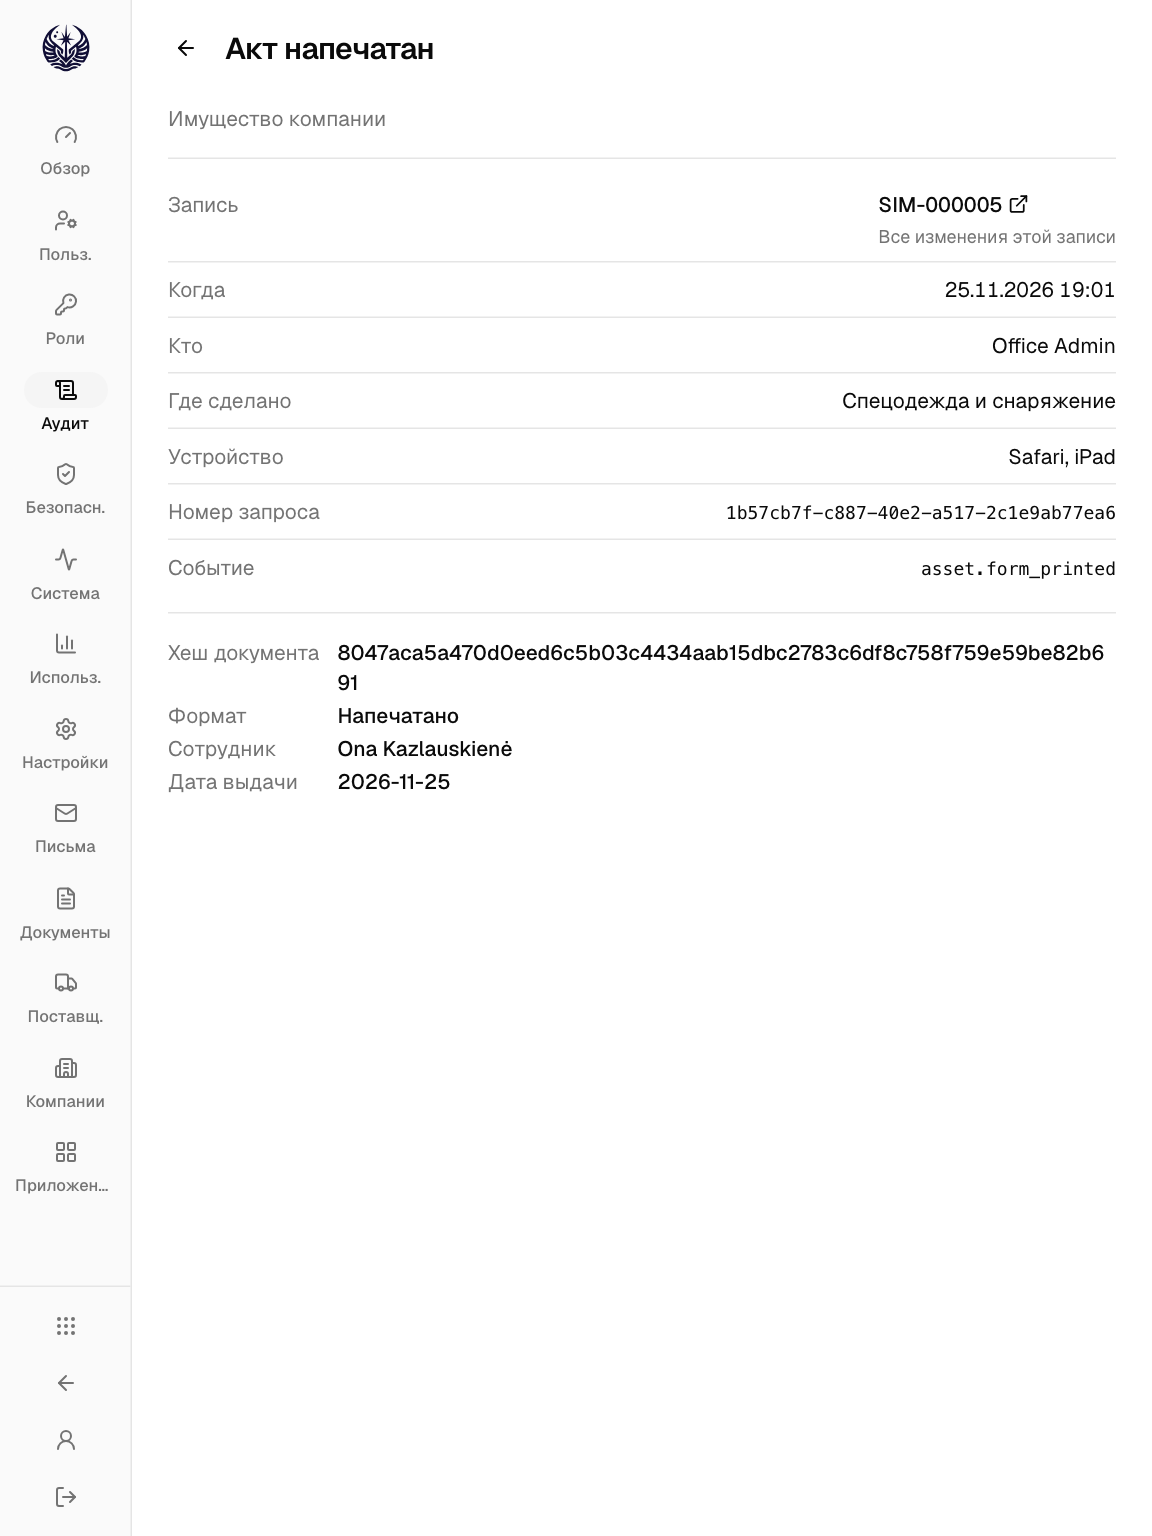 Акт напечатан
Имущество компании
Запись SIM-000005
Все изменения этой записи
Когда 25.11.2026 19:01
Кто Office Admin
Где сделано Спецодежда и снаряжение
Устройство Safari, iPad
Номер запроса 1b57cb7f-c887-40e2-a517-2c1e9ab77ea6
Событие asset.form_printed
Хеш документа 8047aca5a470d0eed6c5b03c4434aab15dbc2783c6df8c758f759e59be82b6
91
Формат Напечатано
Сотрудник Ona Kazlauskienė
Дата выдачи 2026-11-25
Обзор
Польз.
Роли
Аудит
Безопасн.
Система
Использ.
Настройки
Письма
Документы
Поставщ.
Компании
Приложен...